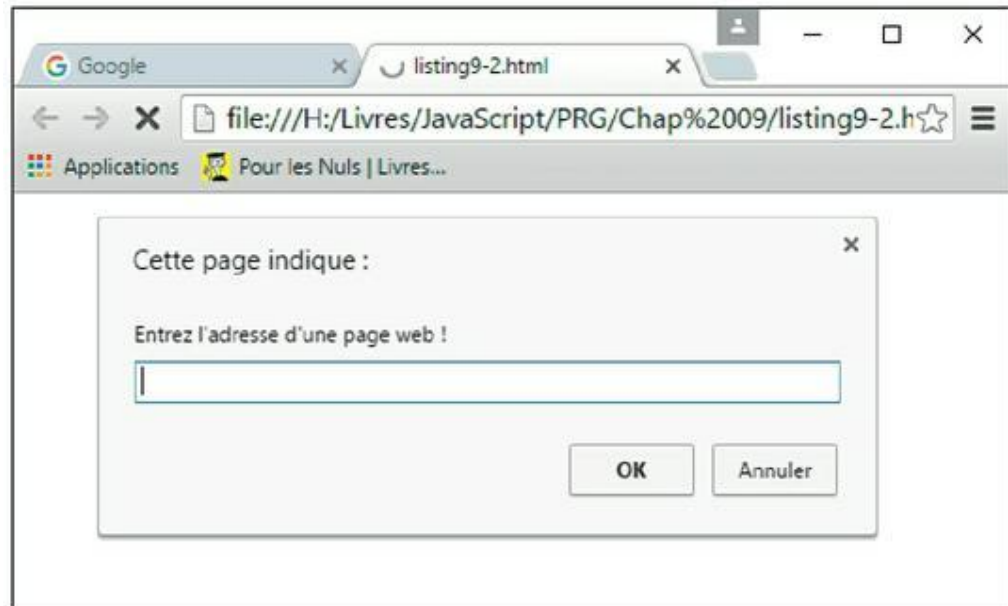 Google
listing9-2.html
file:///H:/Livres/JavaScript/PRG/Chap%2009/listing9-2.h
Applications
Pour les Nuls | Livres...
Cette page indique :
Entrez l'adresse d'une page web !
OK
Annuler